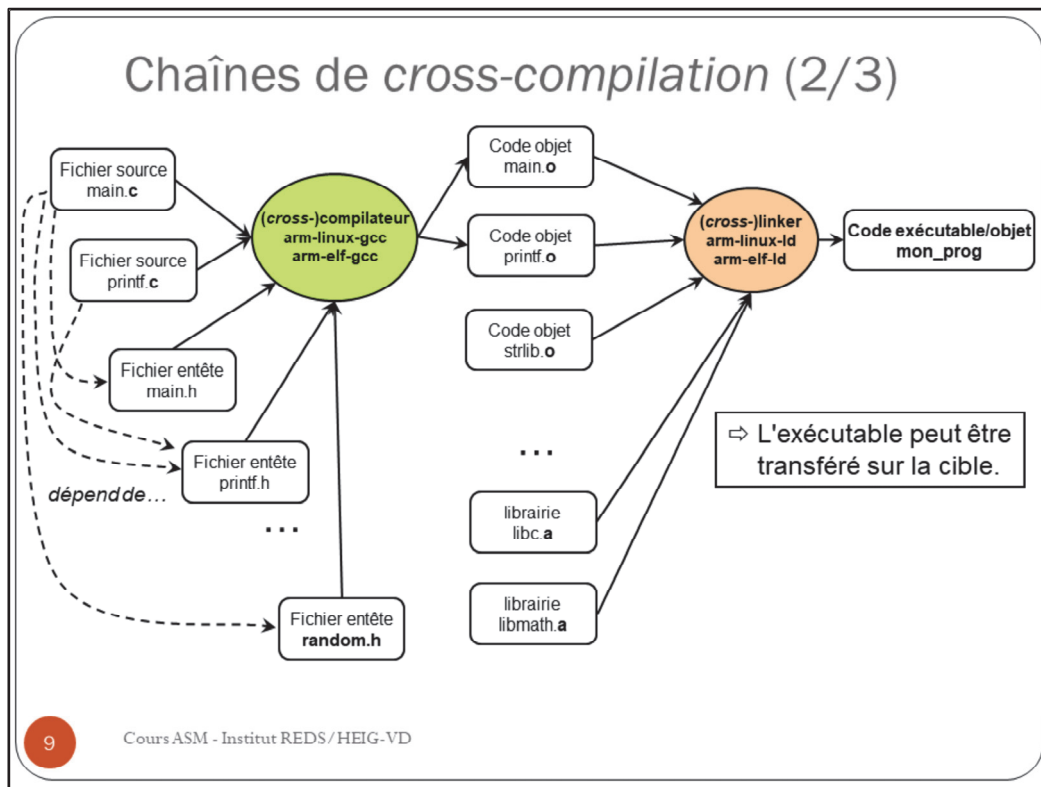 Chaînes de cross-compilation (2/3)
Fichier source
main.c
Fichier source
printf.c
Fichier entête
main.h
Fichier entête
printf.h
dépend de...
...
Fichier entête
random.h
(cross-)compilateur
arm-linux-gcc
arm-elf-gcc
Code objet
main.o
Code objet
printf.o
Code objet
strlib.o
...
librairie
libc.a
librairie
libmath.a
(cross-)linker
arm-linux-ld
arm-elf-ld
Code exécutable/objet
mon_prog
⇨ L'exécutable peut être
transféré sur la cible.
9
Cours ASM - Institut REDS/HEIG-VD